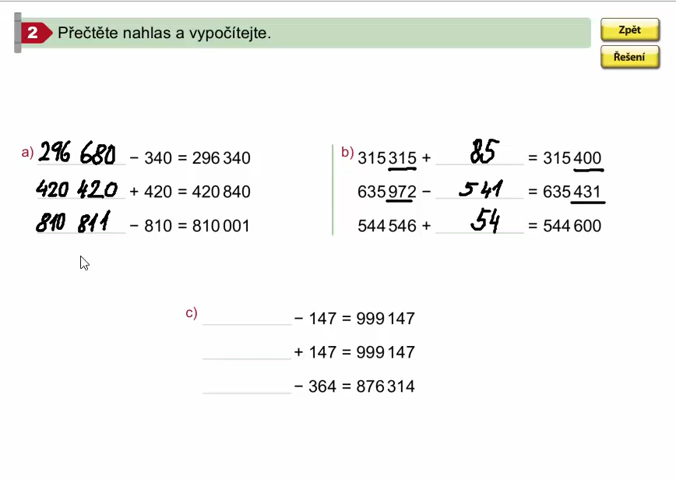 2 Přečtěte nahlas a vypočítejte.
Zpět
Řešení
a) 296 680 − 340 = 296 340
420 420 + 420 = 420 840
810 811 − 810 = 810 001
b) 315 315 + 85 = 315 400
635 972 − 541 = 635 431
544 546 + 54 = 544 600
c) − 147 = 999 147
+ 147 = 999 147
− 364 = 876 314